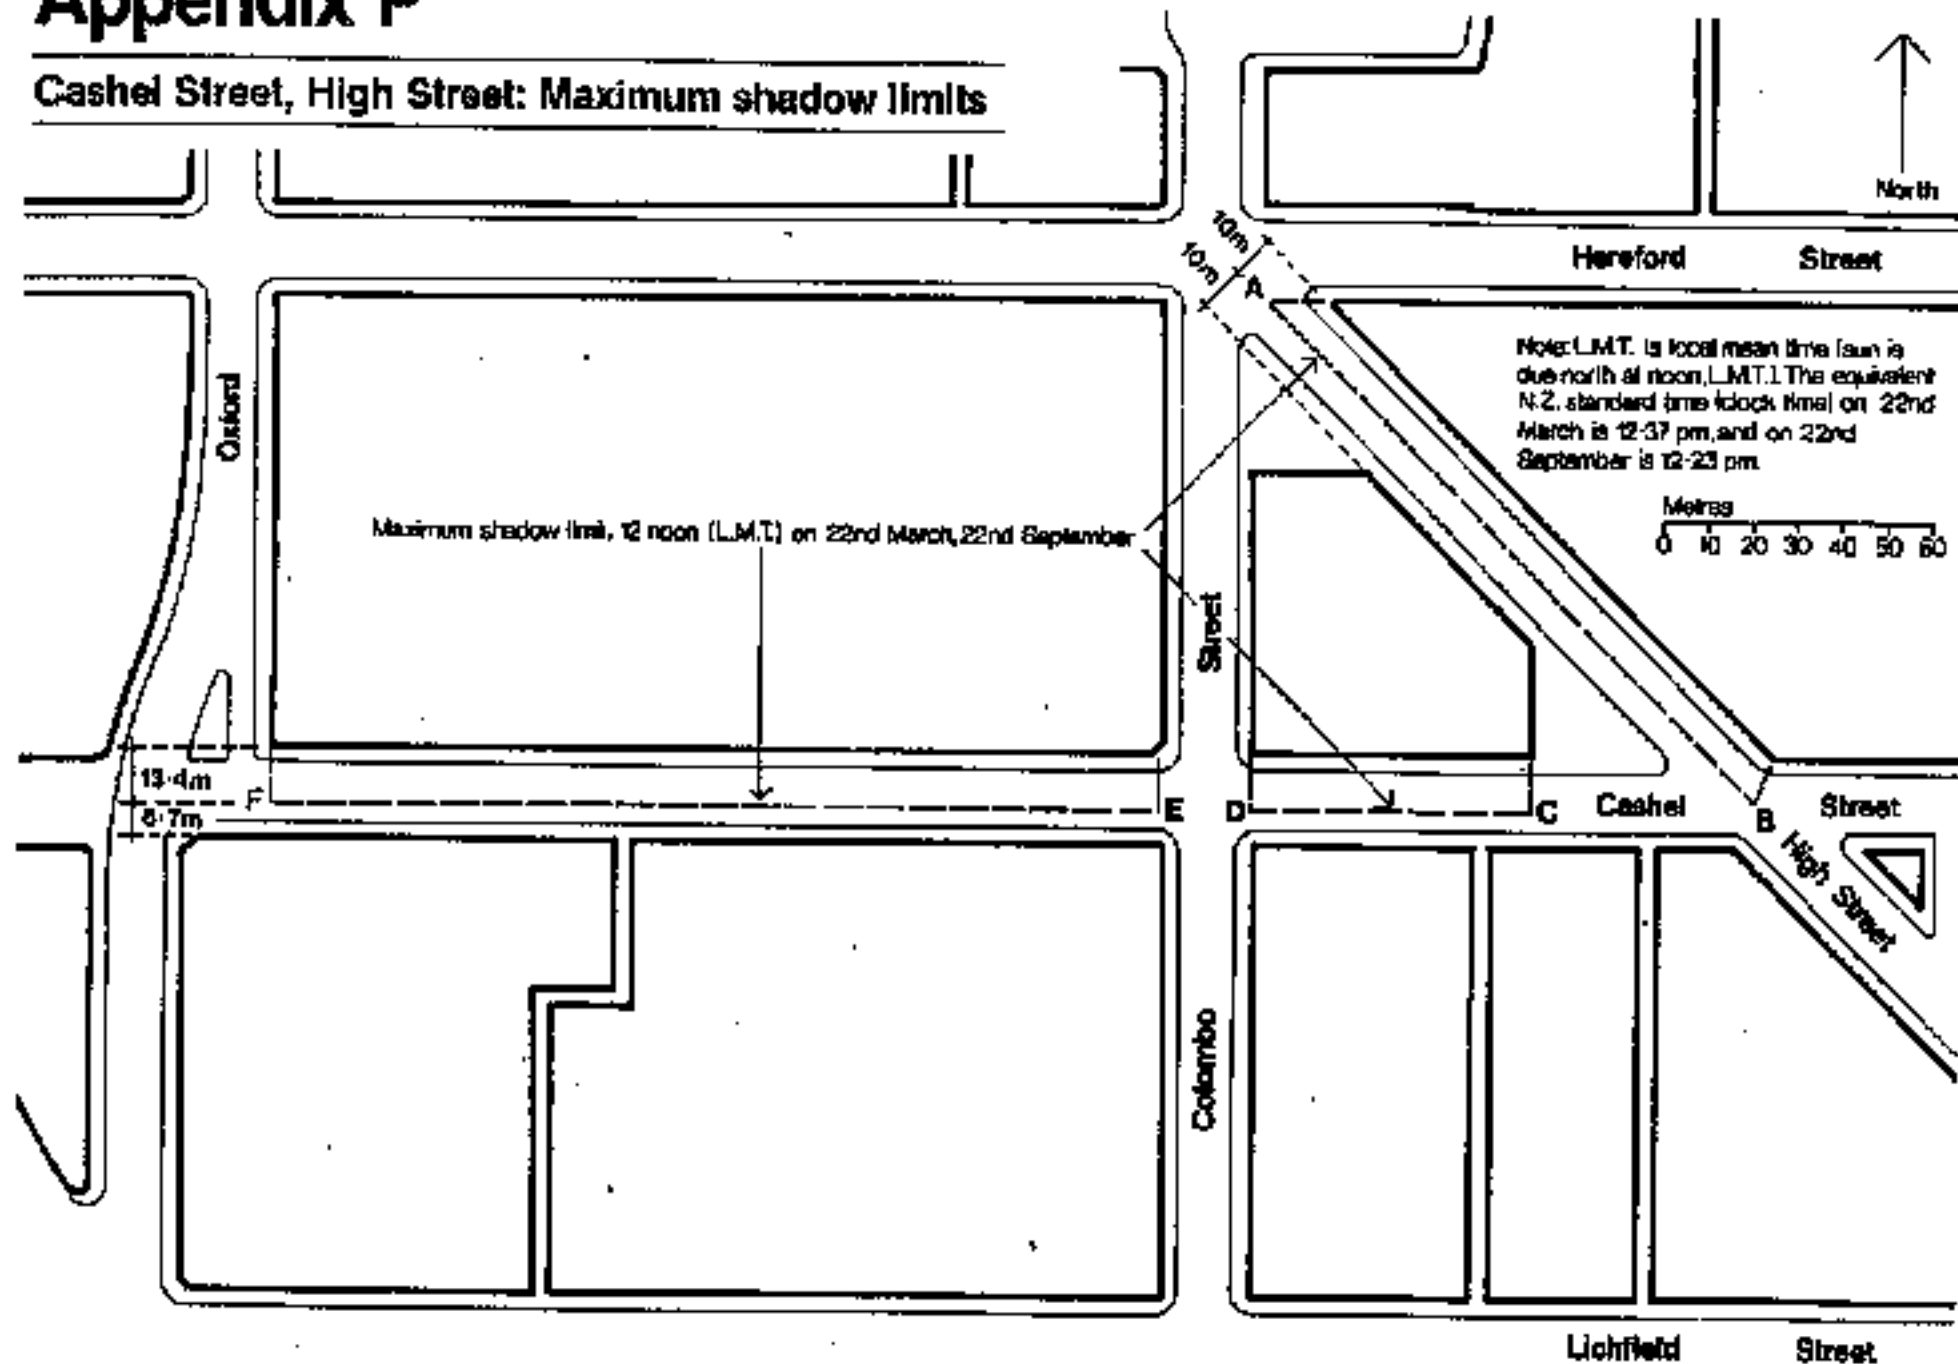 Appendix P
Cashel Street, High Street: Maximum shadow limits
North
10m
10m
A
Hereford Street
Note: L.M.T. is local mean time (sun is
due north at noon, L.M.T.). The equivalent
N.Z. standard time (clock time) on 22nd
March is 12·37 pm, and on 22nd
September is 12·23 pm.
Metres
0 10 20 30 40 50 60
Oxford
Maximum shadow limit, 12 noon (L.M.T.) on 22nd March, 22nd September
Street
13·4m
6·7m
F
E
D
C
Cashel
B
Street
High Street
Colombo
Lichfield Street